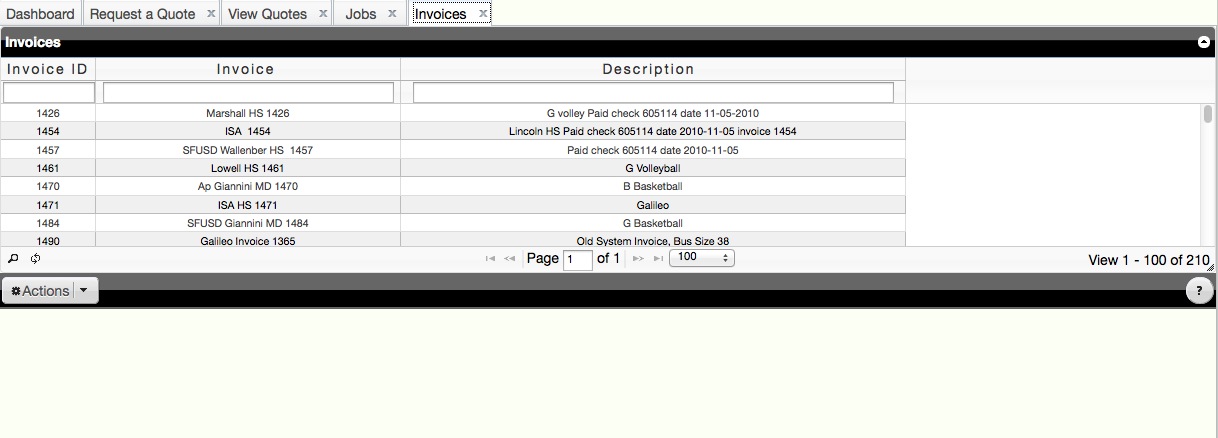 Dashboard Request a Quote x View Quotes x Jobs x Invoices x
Invoices
Invoice ID Invoice Description
1426 Marshall HS 1426 G volley Paid check 605114 date 11-05-2010
1454 ISA 1454 Lincoln HS Paid check 605114 date 2010-11-05 invoice 1454
1457 SFUSD Wallenber HS 1457 Paid check 605114 date 2010-11-05
1461 Lowell HS 1461 G Volleyball
1470 Ap Giannini MD 1470 B Basketball
1471 ISA HS 1471 Galileo
1484 SFUSD Giannini MD 1484 G Basketball
1490 Galileo Invoice 1365 Old System Invoice, Bus Size 38
Page 1 of 1 100 View 1 - 100 of 210
Actions ?